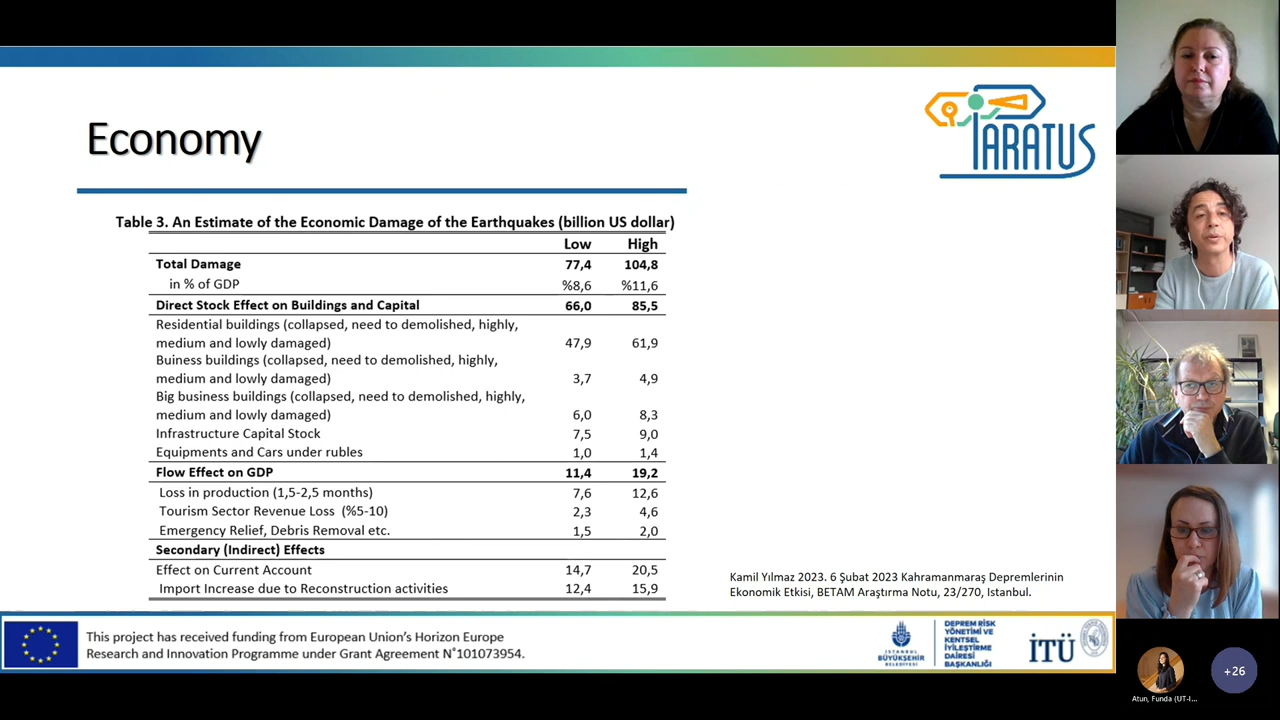 Economy
PARATUS
Table 3. An Estimate of the Economic Damage of the Earthquakes (billion US dollar)
Low High
Total Damage 77,4 104,8
in % of GDP %8,6 %11,6
Direct Stock Effect on Buildings and Capital 66,0 85,5
Residential buildings (collapsed, need to demolished, highly,
medium and lowly damaged) 47,9 61,9
Buiness buildings (collapsed, need to demolished, highly,
medium and lowly damaged) 3,7 4,9
Big business buildings (collapsed, need to demolished, highly,
medium and lowly damaged) 6,0 8,3
Infrastructure Capital Stock 7,5 9,0
Equipments and Cars under rubles 1,0 1,4
Flow Effect on GDP 11,4 19,2
Loss in production (1,5-2,5 months) 7,6 12,6
Tourism Sector Revenue Loss (%5-10) 2,3 4,6
Emergency Relief, Debris Removal etc. 1,5 2,0
Secondary (Indirect) Effects
Effect on Current Account 14,7 20,5
Import Increase due to Reconstruction activities 12,4 15,9
Kamil Yılmaz 2023. 6 Şubat 2023 Kahramanmaraş Depremlerinin
Ekonomik Etkisi, BETAM Araştırma Notu, 23/270, Istanbul.
This project has received funding from European Union's Horizon Europe
Research and Innovation Programme under Grant Agreement N˚101073954.
İSTANBUL
BÜYÜKŞEHİR
BELEDİYESİ
DEPREM RİSK
YÖNETİMİ VE
KENTSEL
İYİLEŞTİRME
DAİRESİ
BAŞKANLIĞI
İTÜ
Atun, Funda (UT-I...
+26